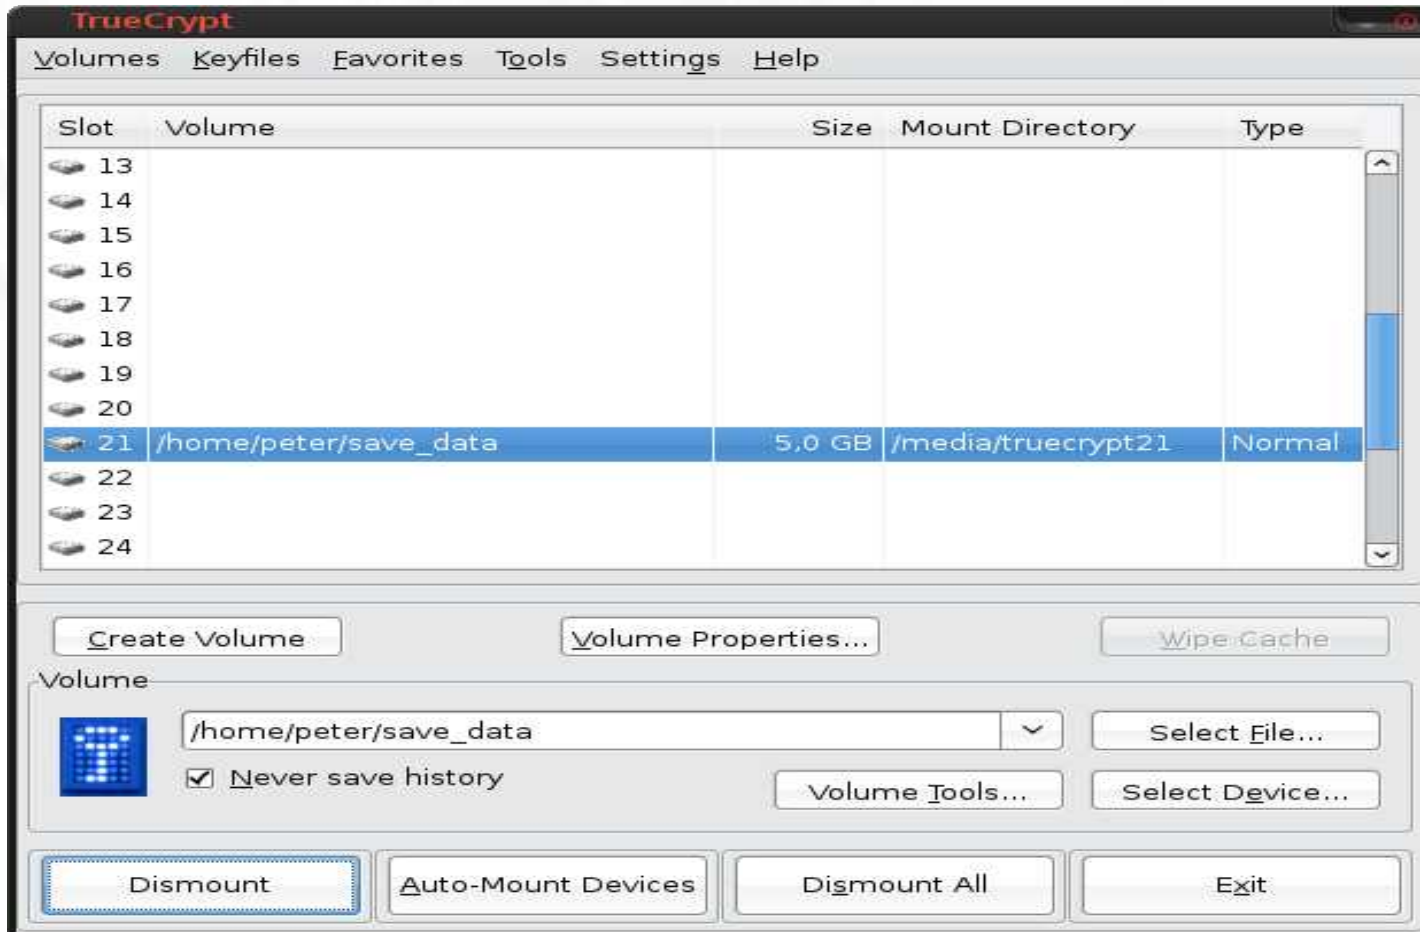 TrueCrypt
Volumes Keyfiles Favorites Tools Settings Help
Slot Volume Size Mount Directory Type
13
14
15
16
17
18
19
20
21 /home/peter/save_data 5,0 GB /media/truecrypt21 Normal
22
23
24
Create Volume Volume Properties... Wipe Cache
Volume
/home/peter/save_data Select File...
Never save history Volume Tools... Select Device...
Dismount Auto-Mount Devices Dismount All Exit